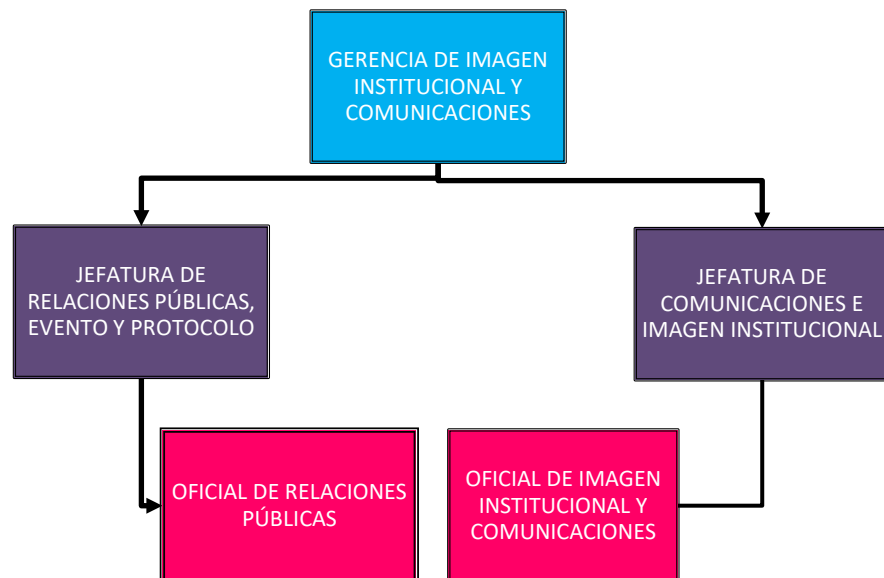 GERENCIA DE IMAGEN
INSTITUCIONAL Y
COMUNICACIONES
JEFATURA DE
RELACIONES PÚBLICAS,
EVENTO Y PROTOCOLO
JEFATURA DE
COMUNICACIONES E
IMAGEN INSTITUCIONAL
OFICIAL DE RELACIONES
PÚBLICAS
OFICIAL DE IMAGEN
INSTITUCIONAL Y
COMUNICACIONES